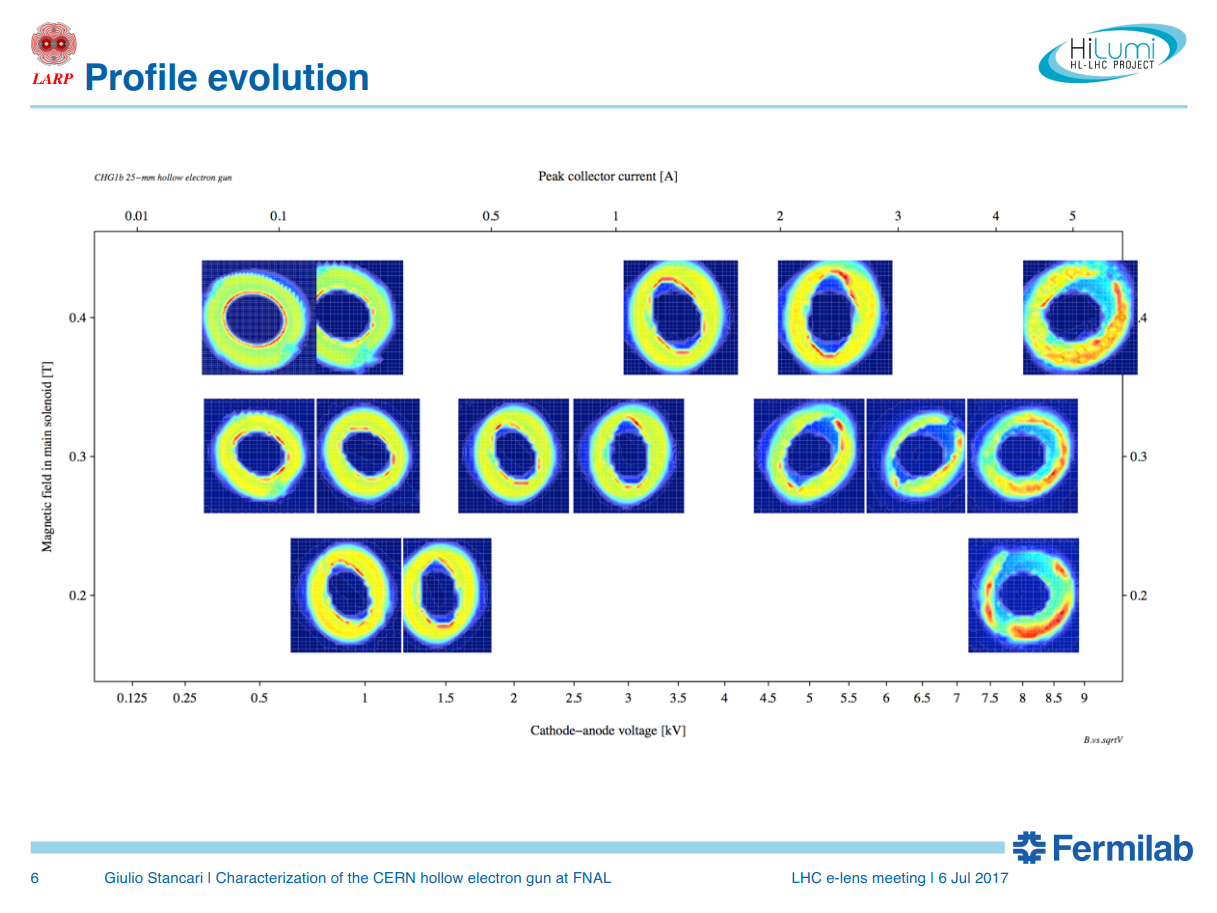 LARP
Profile evolution
HiLumi
HL-LHC PROJECT
CHG1b 25−mm hollow electron gun
Peak collector current [A]
0.01 0.1 0.5 1 2 3 4 5
0.4 .4
0.3 0.3
0.2 0.2
Magnetic field in main solenoid [T]
0.125 0.25 0.5 1 1.5 2 2.5 3 3.5 4 4.5 5 5.5 6 6.5 7 7.5 8 8.5 9
Cathode−anode voltage [kV]
B.vs.sqrtV
Fermilab
6 Giulio Stancari | Characterization of the CERN hollow electron gun at FNAL LHC e-lens meeting | 6 Jul 2017